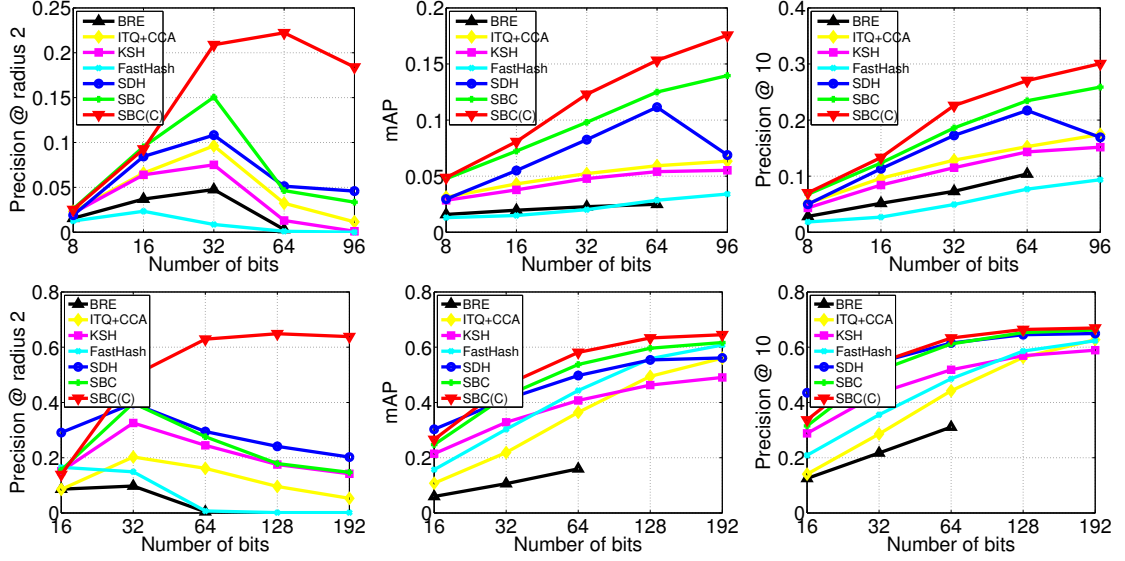 BRE
ITQ+CCA
KSH
FastHash
SDH
SBC
SBC(C)
Precision @ radius 2
0.25
0.2
0.15
0.1
0.05
0
8 16 32 64 96
Number of bits
BRE
ITQ+CCA
KSH
FastHash
SDH
SBC
SBC(C)
mAP
0.2
0.15
0.1
0.05
0
8 16 32 64 96
Number of bits
BRE
ITQ+CCA
KSH
FastHash
SDH
SBC
SBC(C)
Precision @ 10
0.4
0.3
0.2
0.1
0
8 16 32 64 96
Number of bits
BRE
ITQ+CCA
KSH
FastHash
SDH
SBC
SBC(C)
Precision @ radius 2
0.8
0.6
0.4
0.2
0
16 32 64 128 192
Number of bits
BRE
ITQ+CCA
KSH
FastHash
SDH
SBC
SBC(C)
mAP
0.8
0.6
0.4
0.2
0
16 32 64 128 192
Number of bits
BRE
ITQ+CCA
KSH
FastHash
SDH
SBC
SBC(C)
Precision @ 10
0.8
0.6
0.4
0.2
0
16 32 64 128 192
Number of bits